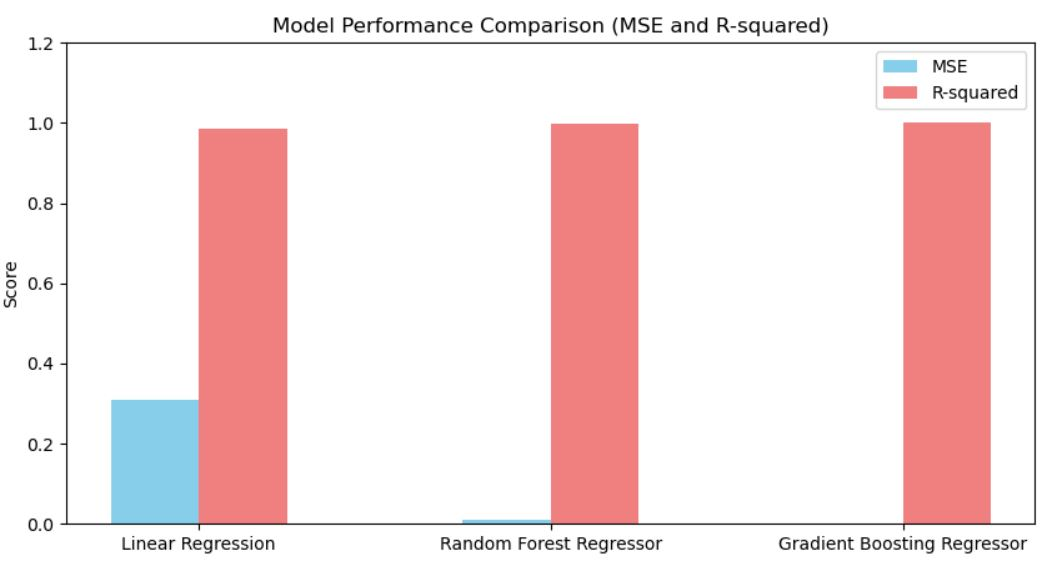 Model Performance Comparison (MSE and R-squared)
MSE
R-squared
Score
1.2
1.0
0.8
0.6
0.4
0.2
0.0
Linear Regression
Random Forest Regressor
Gradient Boosting Regressor